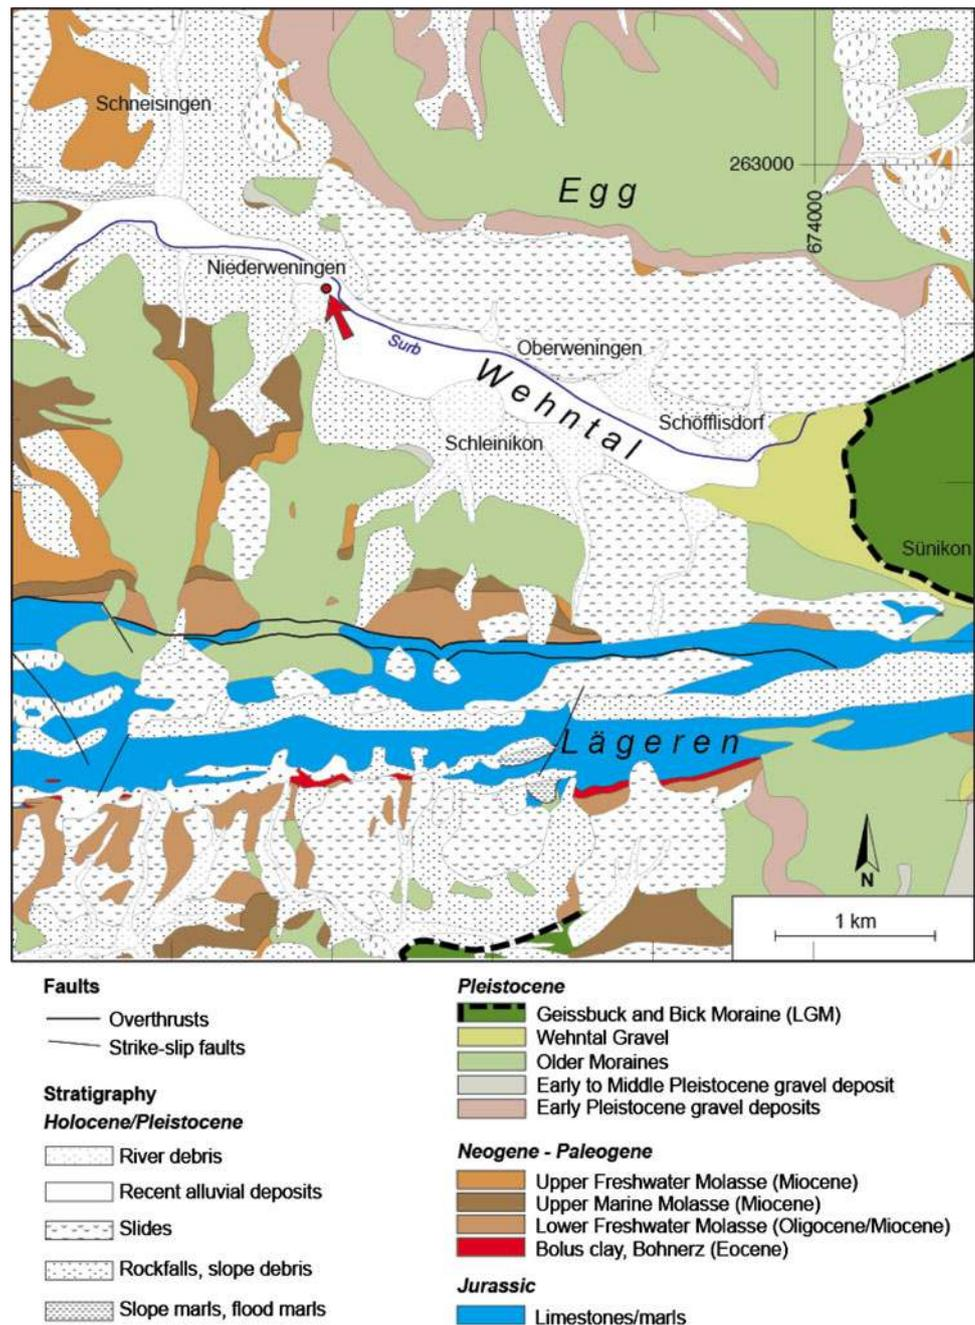 Schneisingen
263000
Egg
674000
Niederweningen
Surb
Oberweningen
Wehntal
Schöfflisdorf
Schleinikon
Sünikon
Lägeren
N
1 km
Faults
Overthrusts
Strike-slip faults
Stratigraphy
Holocene/Pleistocene
River debris
Recent alluvial deposits
Slides
Rockfalls, slope debris
Slope marls, flood marls
Pleistocene
Geissbuck and Bick Moraine (LGM)
Wehntal Gravel
Older Moraines
Early to Middle Pleistocene gravel deposit
Early Pleistocene gravel deposits
Neogene - Paleogene
Upper Freshwater Molasse (Miocene)
Upper Marine Molasse (Miocene)
Lower Freshwater Molasse (Oligocene/Miocene)
Bolus clay, Bohnerz (Eocene)
Jurassic
Limestones/marls